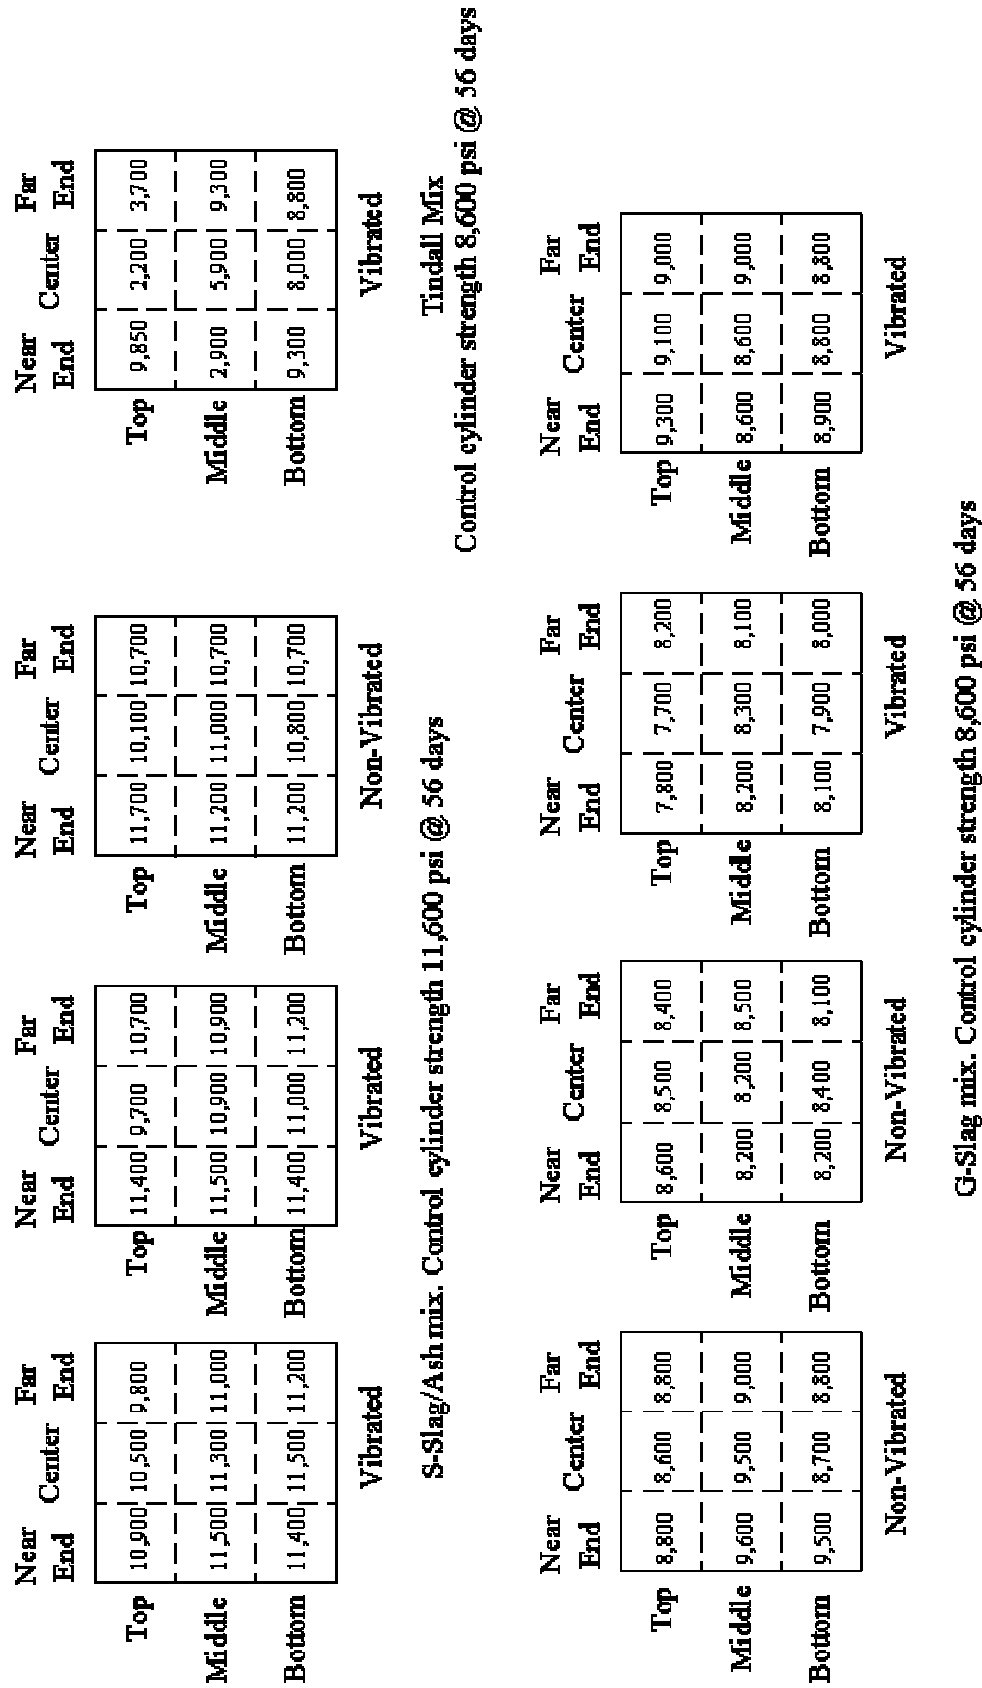 Near Center Far
End End
Top 10,900 10,500 9,800
Middle 11,500 11,300 11,000
Bottom 11,400 11,500 11,200
Vibrated
Near Center Far
End End
Top 11,400 9,700 10,700
Middle 11,500 10,900 10,900
Bottom 11,400 11,000 11,200
Vibrated
Near Center Far
End End
Top 11,700 10,100 10,700
Middle 11,200 11,000 10,700
Bottom 11,200 10,800 10,700
Non-Vibrated
S-Slag/Ash mix. Control cylinder strength 11,600 psi @ 56 days
Near Center Far
End End
Top 9,850 2,200 3,700
Middle 2,900 5,900 9,300
Bottom 9,300 8,000 8,800
Vibrated
Tindall Mix
Control cylinder strength 8,600 psi @ 56 days
Near Center Far
End End
Top 8,800 8,600 8,800
Middle 9,600 9,500 9,000
Bottom 9,500 8,700 8,800
Non-Vibrated
Near Center Far
End End
Top 8,600 8,500 8,400
Middle 8,200 8,200 8,500
Bottom 8,200 8,400 8,100
Non-Vibrated
Near Center Far
End End
Top 7,800 7,700 8,200
Middle 8,200 8,300 8,100
Bottom 8,100 7,900 8,000
Vibrated
Near Center Far
End End
Top 9,300 9,100 9,000
Middle 8,600 8,600 9,000
Bottom 8,900 8,800 8,800
Vibrated
G-Slag mix. Control cylinder strength 8,600 psi @ 56 days